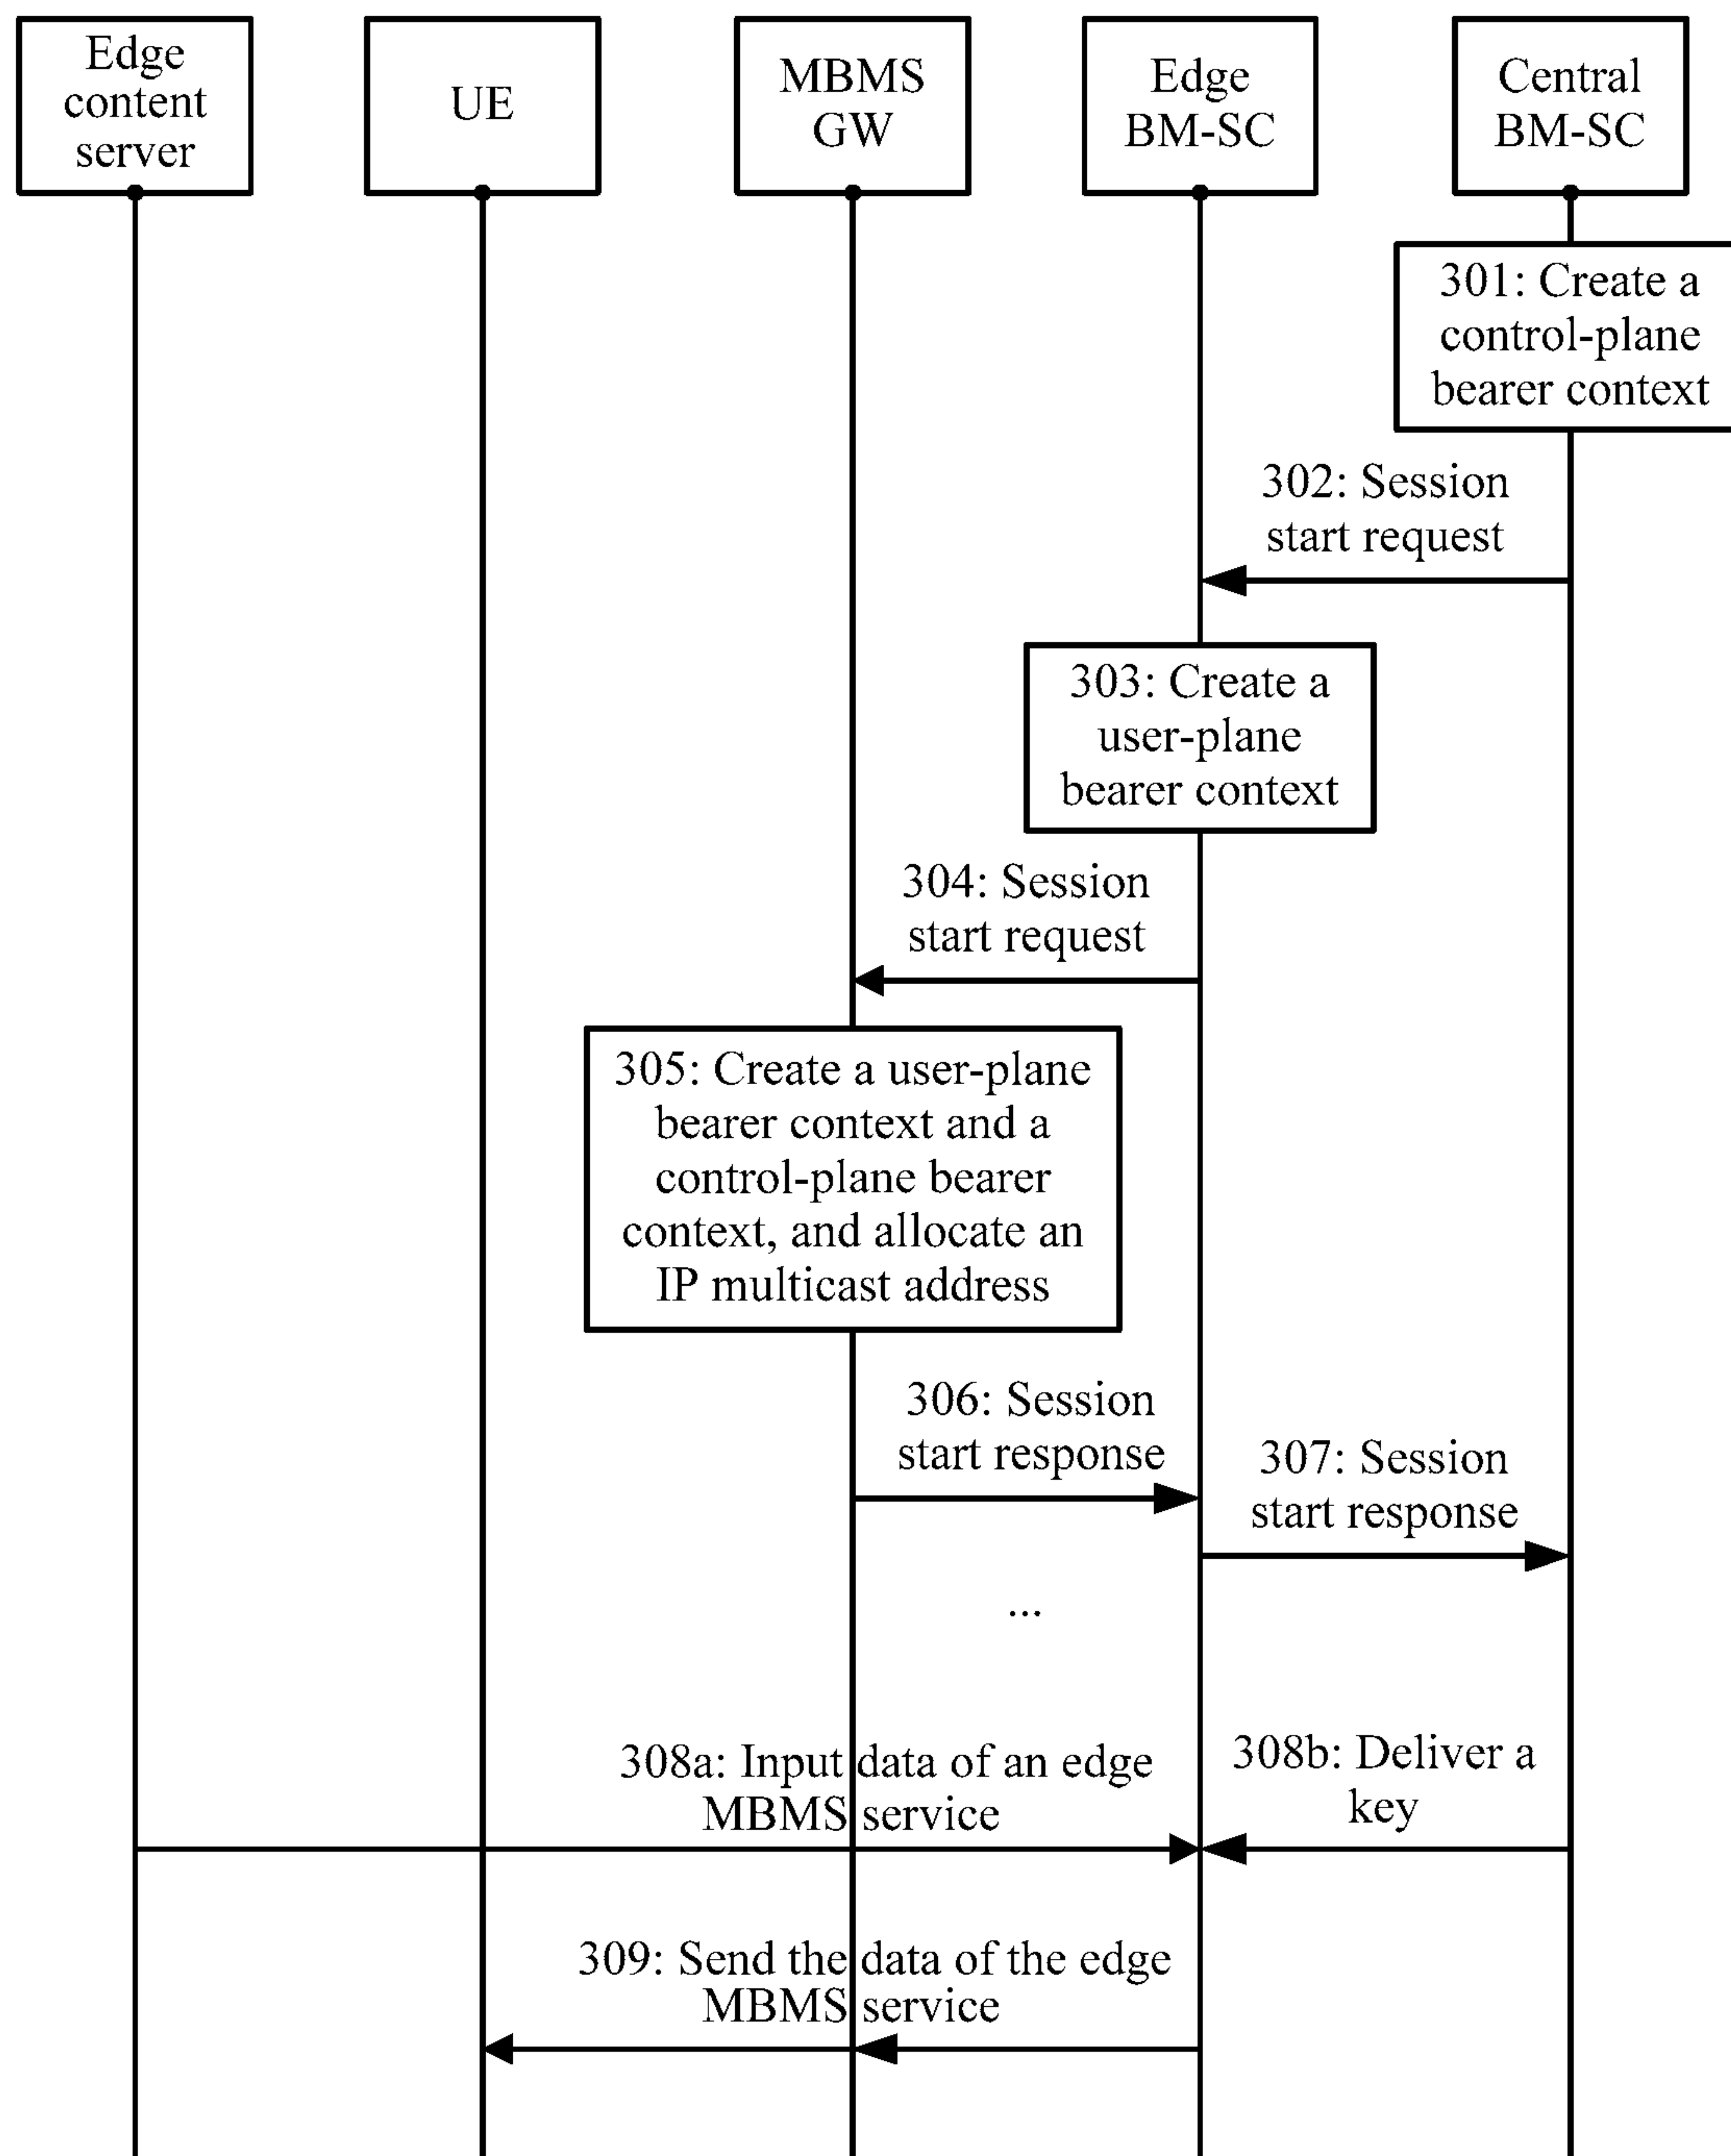 Edge
content
server
UE
MBMS
GW
Edge
BM-SC
Central
BM-SC
301: Create a
control-plane
bearer context
302: Session
start request
303: Create a
user-plane
bearer context
304: Session
start request
305: Create a user-plane
bearer context and a
control-plane bearer
context, and allocate an
IP multicast address
306: Session
start response
307: Session
start response
...
308a: Input data of an edge
MBMS service
308b: Deliver a
key
309: Send the data of the edge
MBMS service